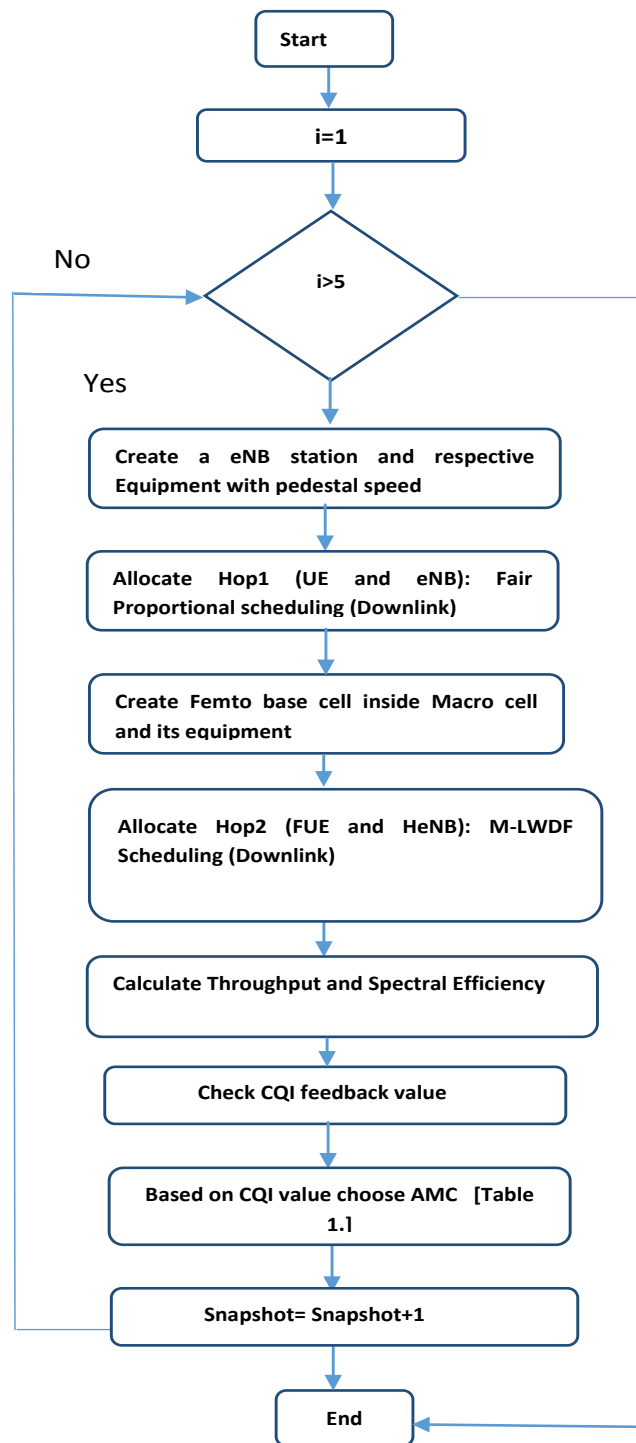 Start
i=1
No
i>5
Yes
Create a eNB station and respective
Equipment with pedestal speed
Allocate Hop1 (UE and eNB): Fair
Proportional scheduling (Downlink)
Create Femto base cell inside Macro cell
and its equipment
Allocate Hop2 (FUE and HeNB): M-LWDF
Scheduling (Downlink)
Calculate Throughput and Spectral Efficiency
Check CQI feedback value
Based on CQI value choose AMC [Table
1.]
Snapshot= Snapshot+1
End